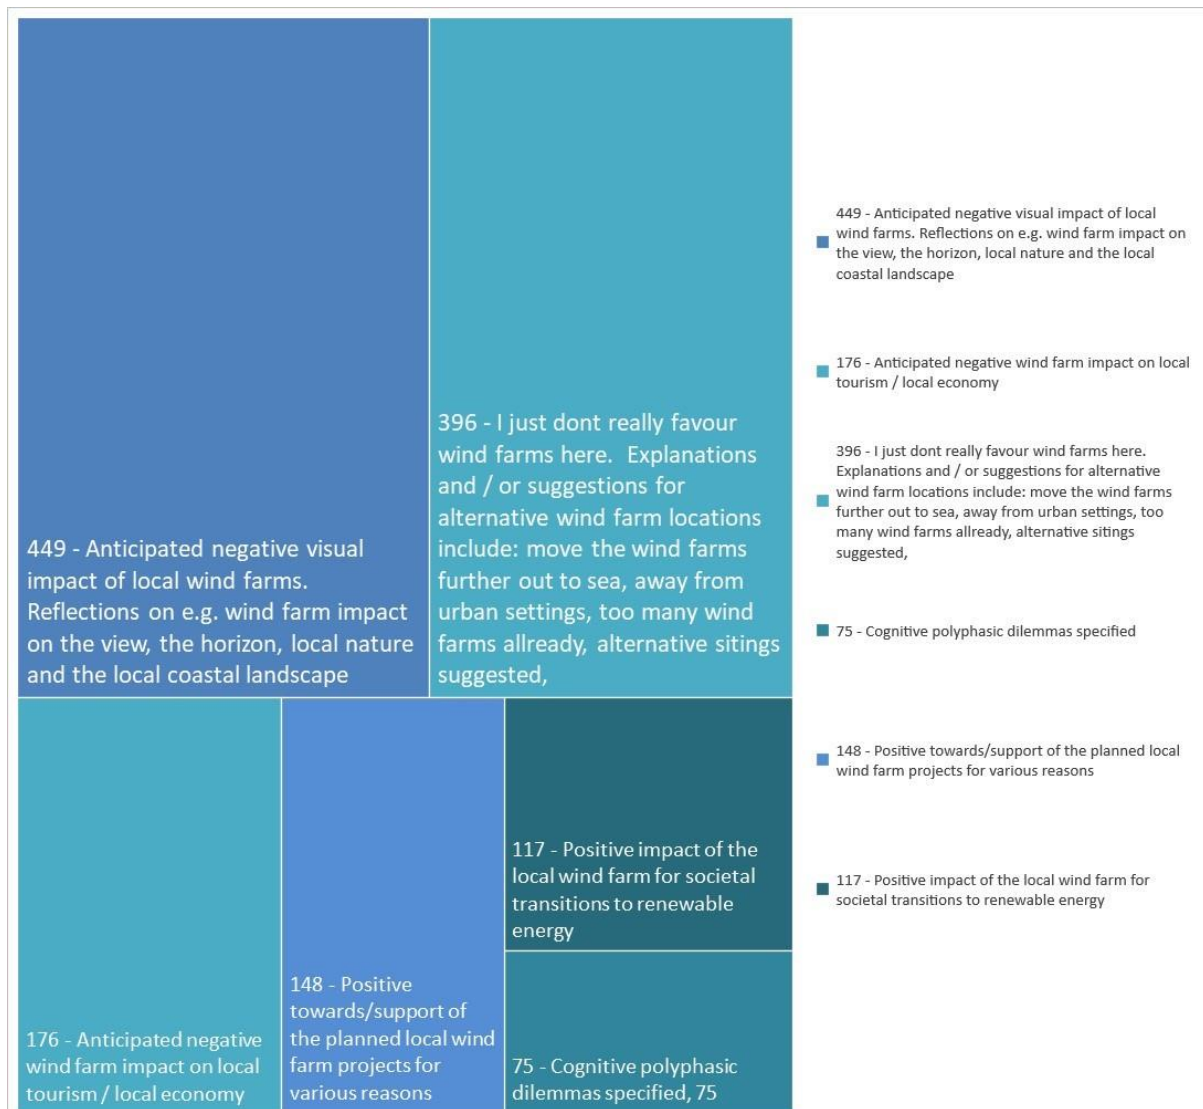 449 - Anticipated negative visual
impact of local wind farms.
Reflections on e.g. wind farm impact
on the view, the horizon, local nature
and the local coastal landscape
396 - I just dont really favour
wind farms here.  Explanations
and / or suggestions for
alternative wind farm locations
include: move the wind farms
further out to sea, away from
urban settings, too many wind
farms allready, alternative sitings
suggested,
176 - Anticipated negative
wind farm impact on local
tourism / local economy
148 - Positive
towards/support of
the planned local wind
farm projects for
various reasons
117 - Positive impact of the
local wind farm for societal
transitions to renewable
energy
75 - Cognitive polyphasic
dilemmas specified, 75
449 - Anticipated negative visual impact of local
wind farms. Reflections on e.g. wind farm impact on
the view, the horizon, local nature and the local
coastal landscape
176 - Anticipated negative wind farm impact on local
tourism / local economy
396 - I just dont really favour wind farms here.
Explanations and / or suggestions for alternative
wind farm locations include: move the wind farms
further out to sea, away from urban settings, too
many wind farms allready, alternative sitings
suggested,
75 - Cognitive polyphasic dilemmas specified
148 - Positive towards/support of the planned local
wind farm projects for various reasons
117 - Positive impact of the local wind farm for
societal transitions to renewable energy